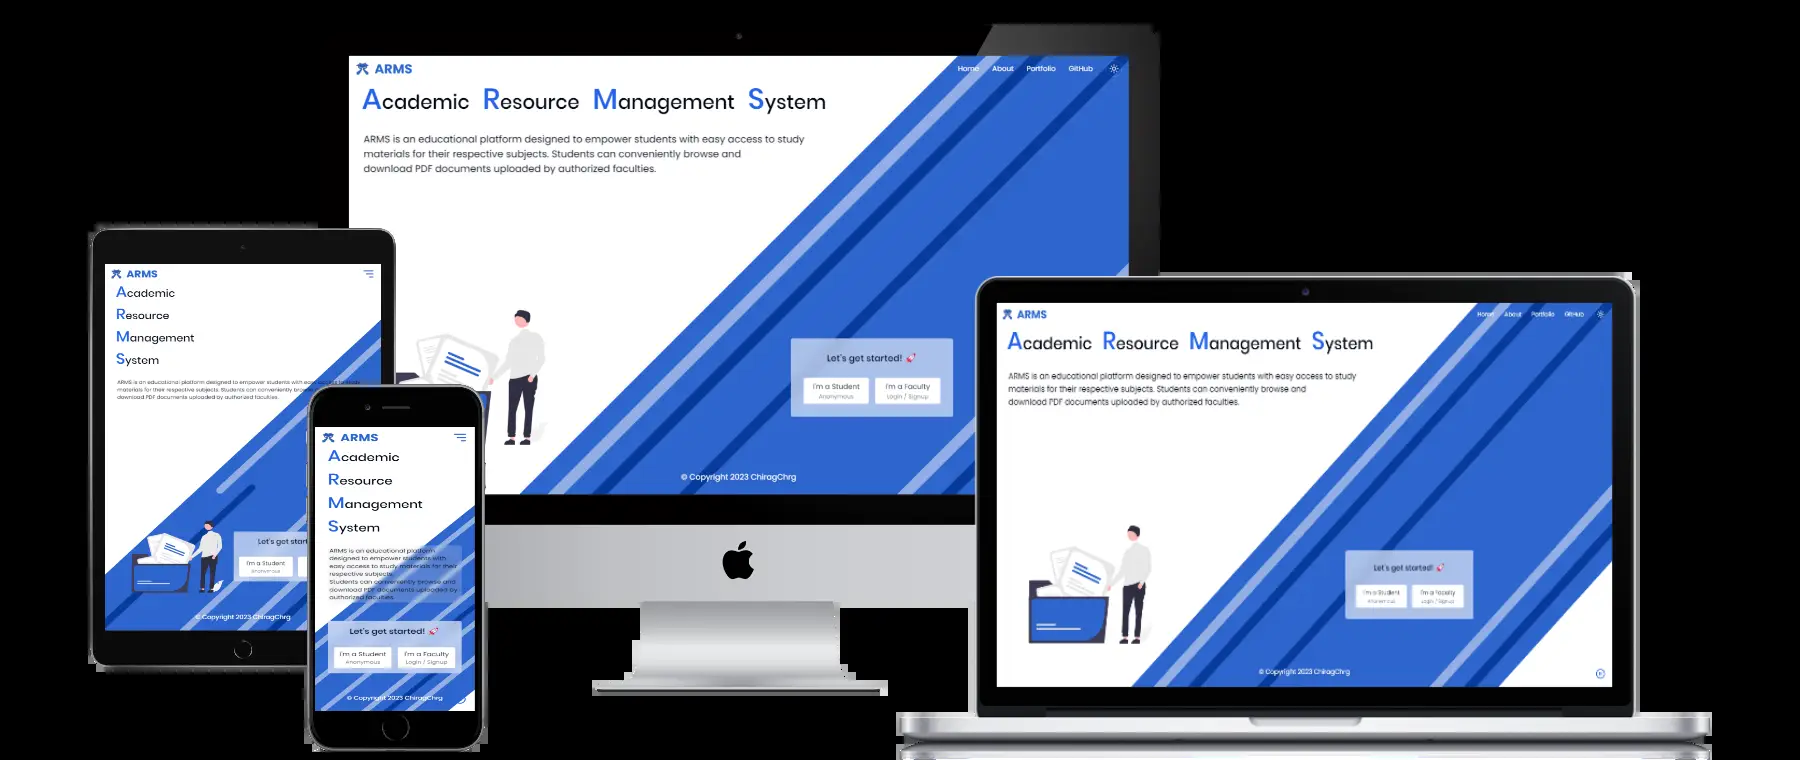 ARMS
Home About Portfolio GitHub
Academic Resource Management System
ARMS is an educational platform designed to empower students with easy access to study
materials for their respective subjects. Students can conveniently browse and
download PDF documents uploaded by authorized faculties.
Let's get started! 🚀
I'm a Student
Anonymous
I'm a Faculty
Login / Signup
© Copyright 2023 ChiragChrg
ARMS
Academic
Resource
Management
System
ARMS is an educational platform designed to empower students with easy access to study
materials for their respective subjects. Students can conveniently browse
download PDF documents uploaded by authorized faculties.
Let's get start
I'm a Student
Anonymous
© Copyright 2023 ChiragChrg
ARMS
Academic
Resource
Management
System
ARMS is an educational platform
designed to empower students with
easy access to study materials for their
respective subjects.
Students can conveniently browse and
download PDF documents uploaded by
authorized faculties.
Let's get started! 🚀
I'm a Student
Anonymous
I'm a Faculty
Login / Signup
© Copyright 2023 ChiragChrg
ARMS
Home About Portfolio GitHub
Academic Resource Management System
ARMS is an educational platform designed to empower students with easy access to study
materials for their respective subjects. Students can conveniently browse and
download PDF documents uploaded by authorized faculties.
Let's get started! 🚀
I'm a Student
Anonymous
I'm a Faculty
Login / Signup
© Copyright 2023 ChiragChrg